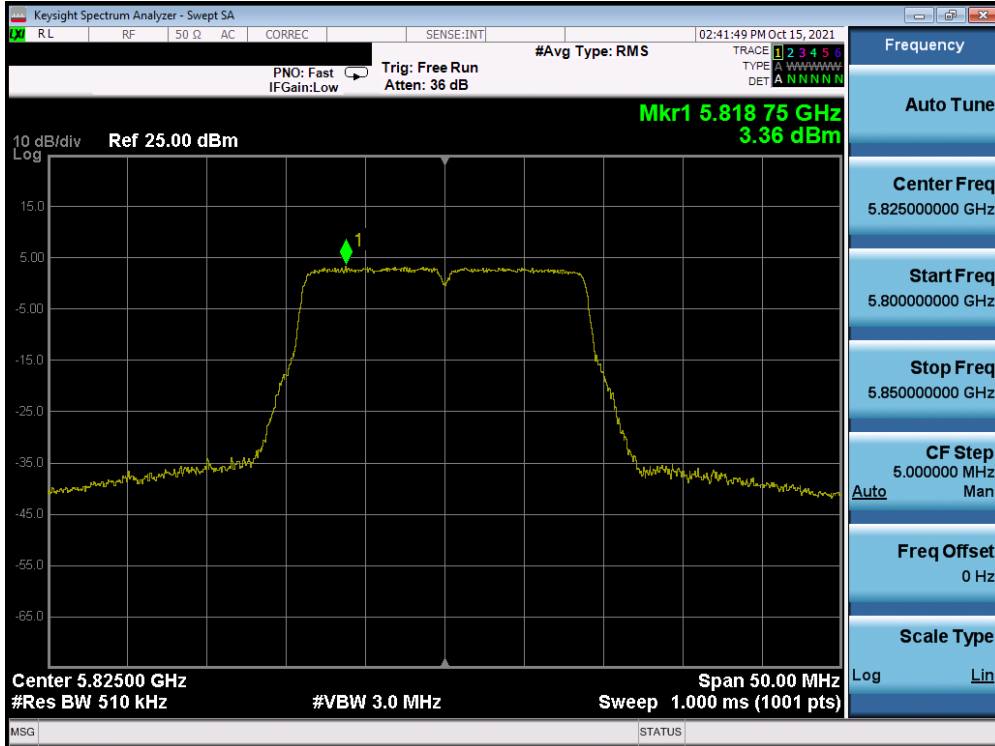 Keysight Spectrum Analyzer - Swept SA
LXI RL RF 50 Ω AC CORREC SENSE:INT 02:41:49 PM Oct 15, 2021
#Avg Type: RMS
TRACE 1 2 3 4 5 6
PNO: Fast Trig: Free Run TYPE A WWWWW
IFGain:Low Atten: 36 dB DET A N N N N N
Mkr1 5.818 75 GHz
3.36 dBm
10 dB/div Ref 25.00 dBm
Log
15.0
1
5.00
-5.00
-15.0
-25.0
-35.0
-45.0
-55.0
-65.0
Center 5.82500 GHz Span 50.00 MHz
#Res BW 510 kHz #VBW 3.0 MHz Sweep 1.000 ms (1001 pts)
MSG STATUS
Frequency
Auto Tune
Center Freq
5.825000000 GHz
Start Freq
5.800000000 GHz
Stop Freq
5.850000000 GHz
CF Step
5.000000 MHz
Auto Man
Freq Offset
0 Hz
Scale Type
Log Lin